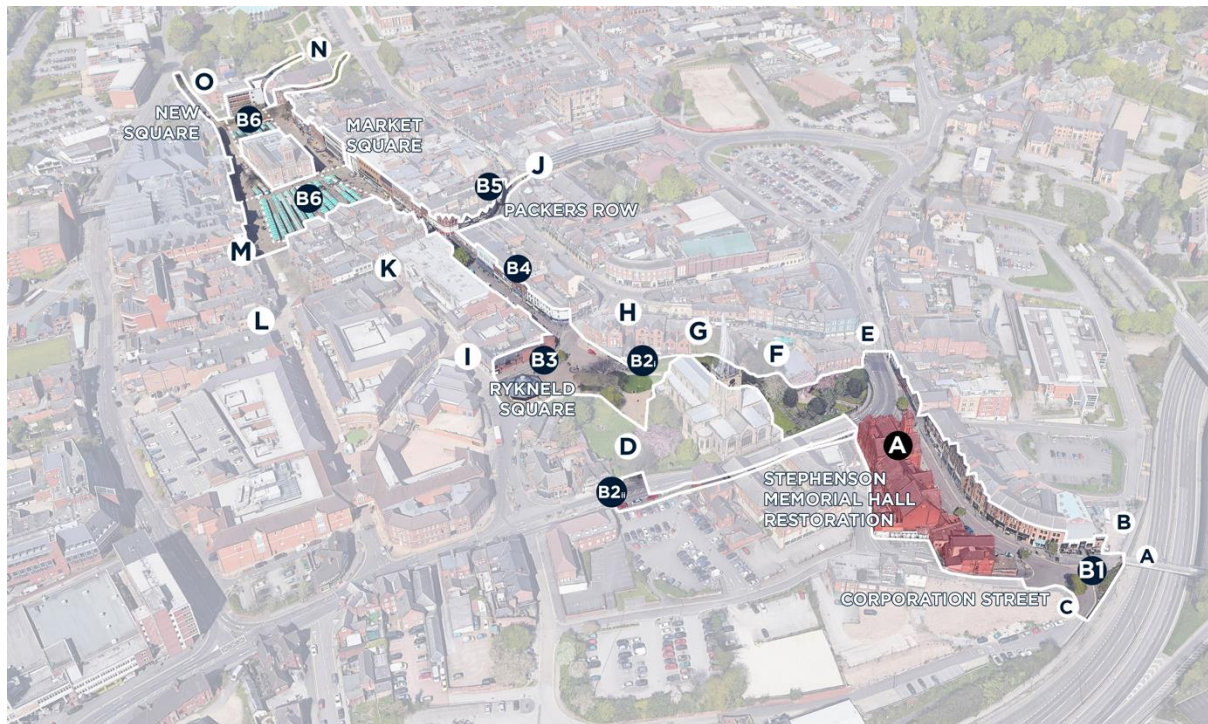 N
O
NEW
SQUARE
B6
MARKET
SQUARE
J
B5
B6
PACKERS ROW
M
K
B4
L
H
G
E
F
I
B3
B2i
RYKNELD
SQUARE
D
A
B2ii
STEPHENSON
MEMORIAL HALL
RESTORATION
B
A
B1
CORPORATION STREET
C